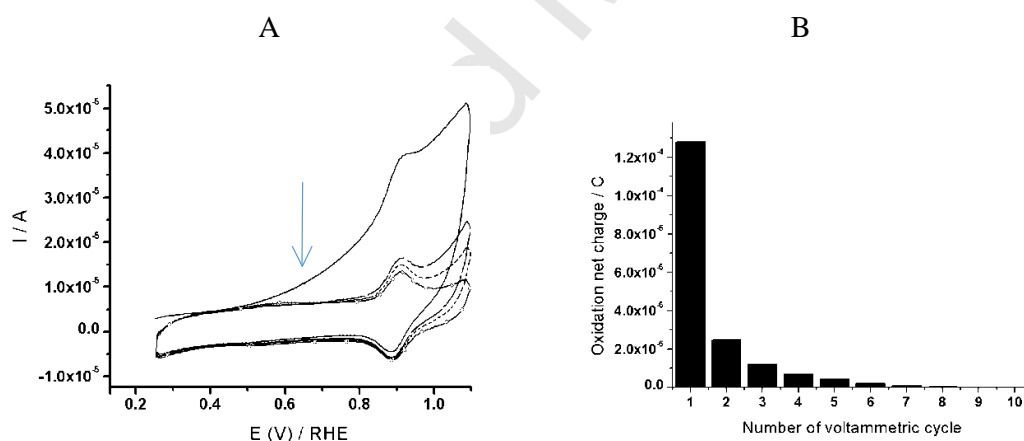 A
B
5.0x10⁻⁵
4.0x10⁻⁵
3.0x10⁻⁵
2.0x10⁻⁵
1.0x10⁻⁵
0.0
-1.0x10⁻⁵
I / A
0.2 0.4 0.6 0.8 1.0
E (V) / RHE
1.2x10⁻⁴
1.0x10⁻⁴
8.0x10⁻⁵
6.0x10⁻⁵
4.0x10⁻⁵
2.0x10⁻⁵
0.0
Oxidation net charge / C
1 2 3 4 5 6 7 8 9 10
Number of voltammetric cycle